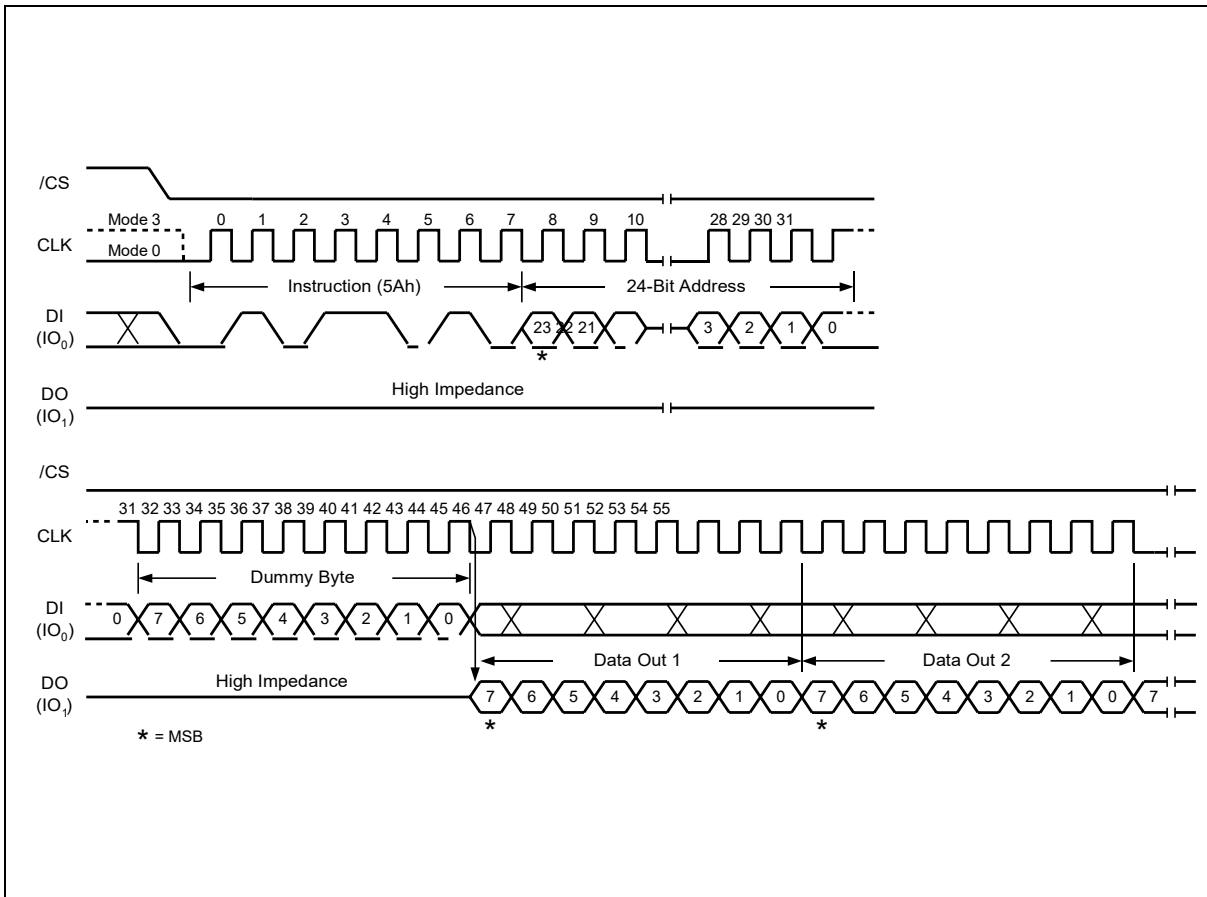 /CS
Mode 3 0 1 2 3 4 5 6 7 8 9 10 28 29 30 31
CLK
Mode 0
Instruction (5Ah) 24-Bit Address
DI
(IO0)
23 22 21 3 2 1 0
*
High Impedance
DO
(IO1)
/CS
31 32 33 34 35 36 37 38 39 40 41 42 43 44 45 46 47 48 49 50 51 52 53 54 55
CLK
Dummy Byte
DI
(IO0)
0 7 6 5 4 3 2 1 0
Data Out 1 Data Out 2
High Impedance
DO
(IO1)
7 6 5 4 3 2 1 0 7 6 5 4 3 2 1 0 7
* *
* = MSB